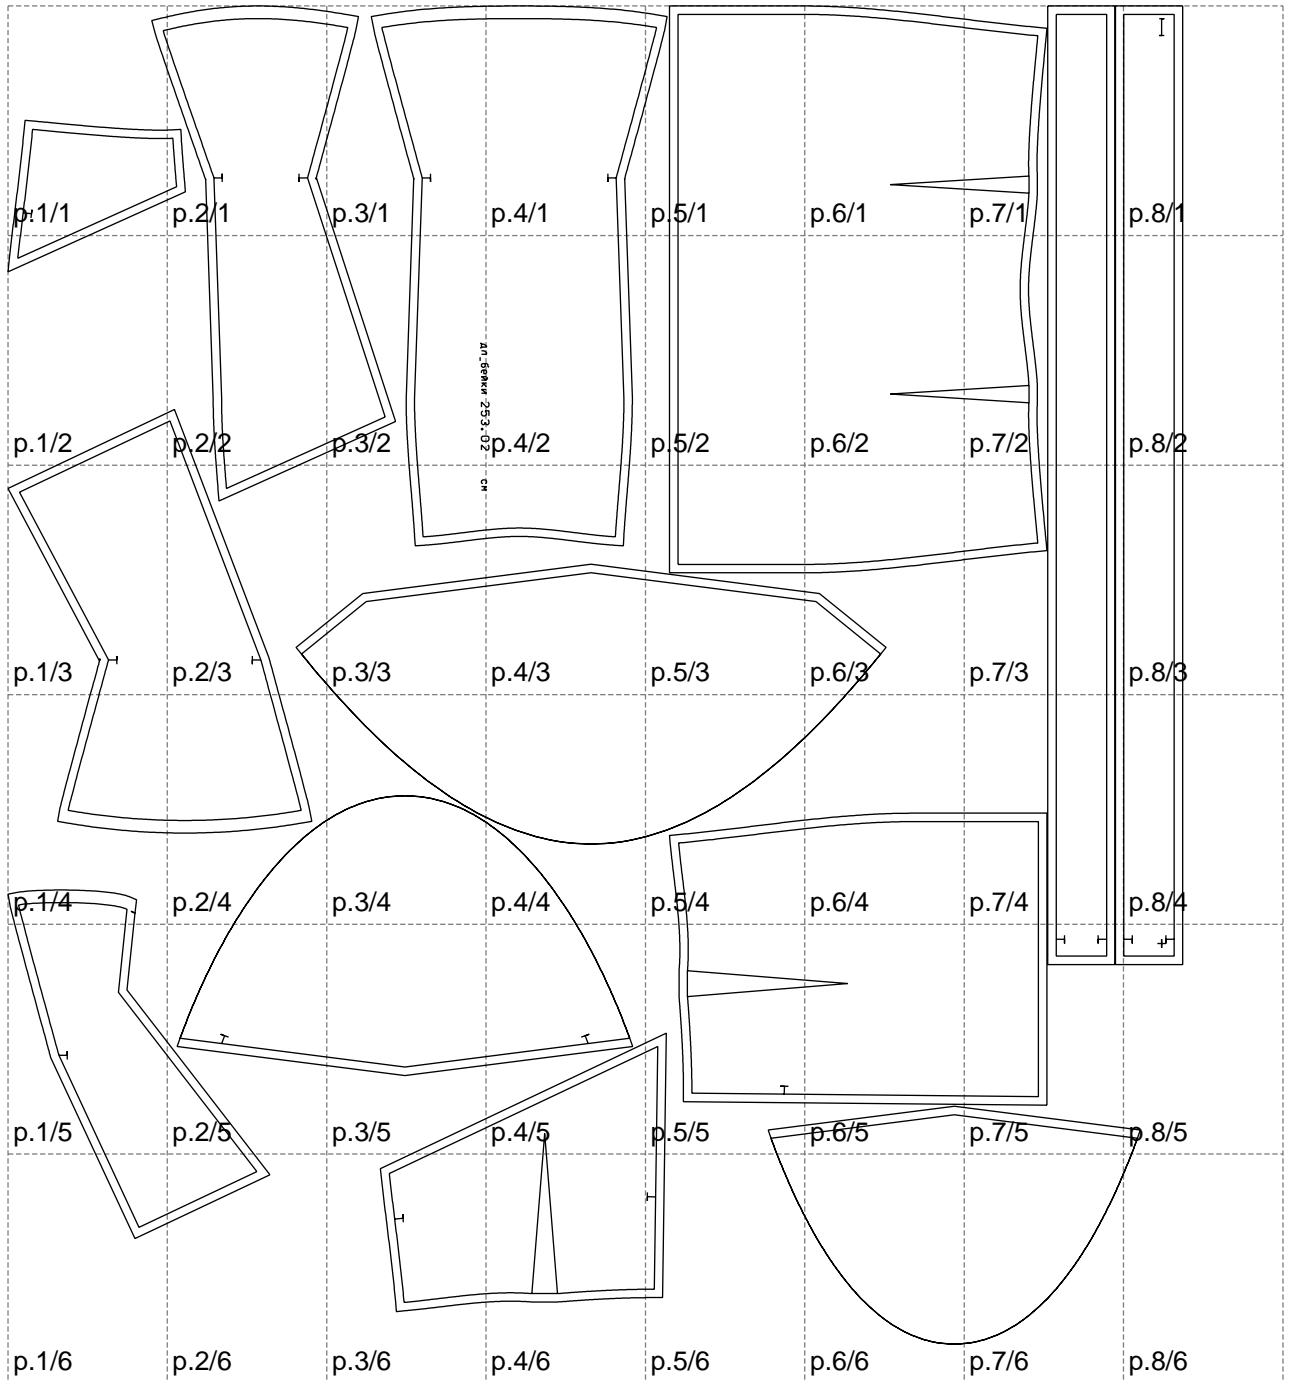 p.1/1 p.2/1 p.3/1 p.4/1 p.5/1 p.6/1 p.7/1 p.8/1
дл_бейки 253.02 см
p.1/2 p.2/2 p.3/2 p.4/2 p.5/2 p.6/2 p.7/2 p.8/2
p.1/3 p.2/3 p.3/3 p.4/3 p.5/3 p.6/3 p.7/3 p.8/3
p.1/4 p.2/4 p.3/4 p.4/4 p.5/4 p.6/4 p.7/4 p.8/4
p.1/5 p.2/5 p.3/5 p.4/5 p.5/5 p.6/5 p.7/5 p.8/5
p.1/6 p.2/6 p.3/6 p.4/6 p.5/6 p.6/6 p.7/6 p.8/6